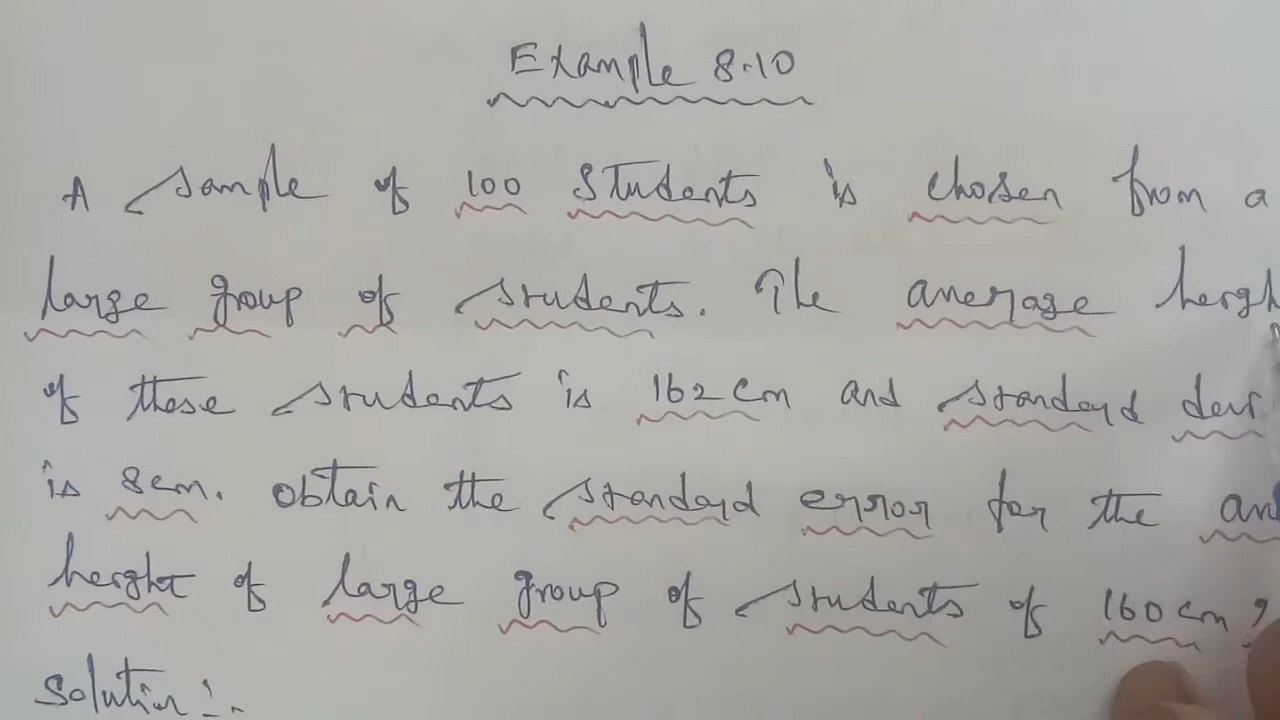 Example 8.10
A sample of 100 Students is chosen from a
large group of students. The average heigh
of these students is 162 cm and standard devi
is 8cm. obtain the standard error for the
height of large group of students of 160 cm?
Solution:-